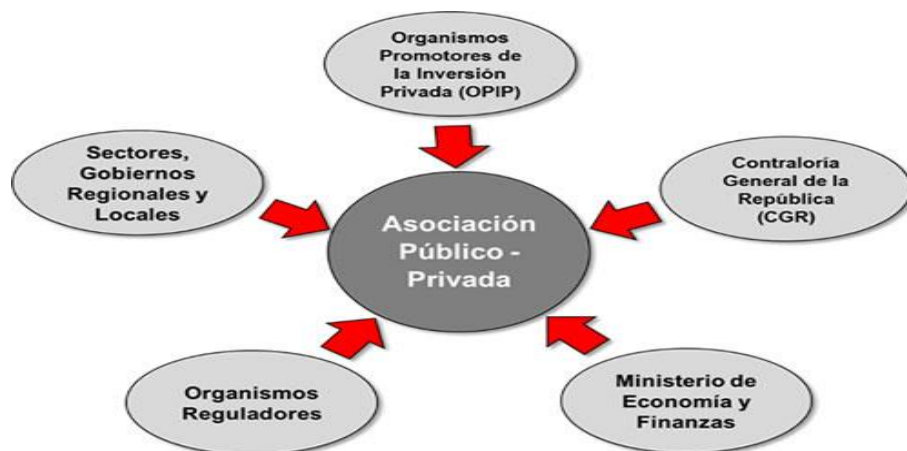 Organismos
Promotores de
la Inversión
Privada (OPIP)
Sectores,
Gobiernos
Regionales y
Locales
Contraloría
General de la
República
(CGR)
Asociación
Público -
Privada
Organismos
Reguladores
Ministerio de
Economía y
Finanzas